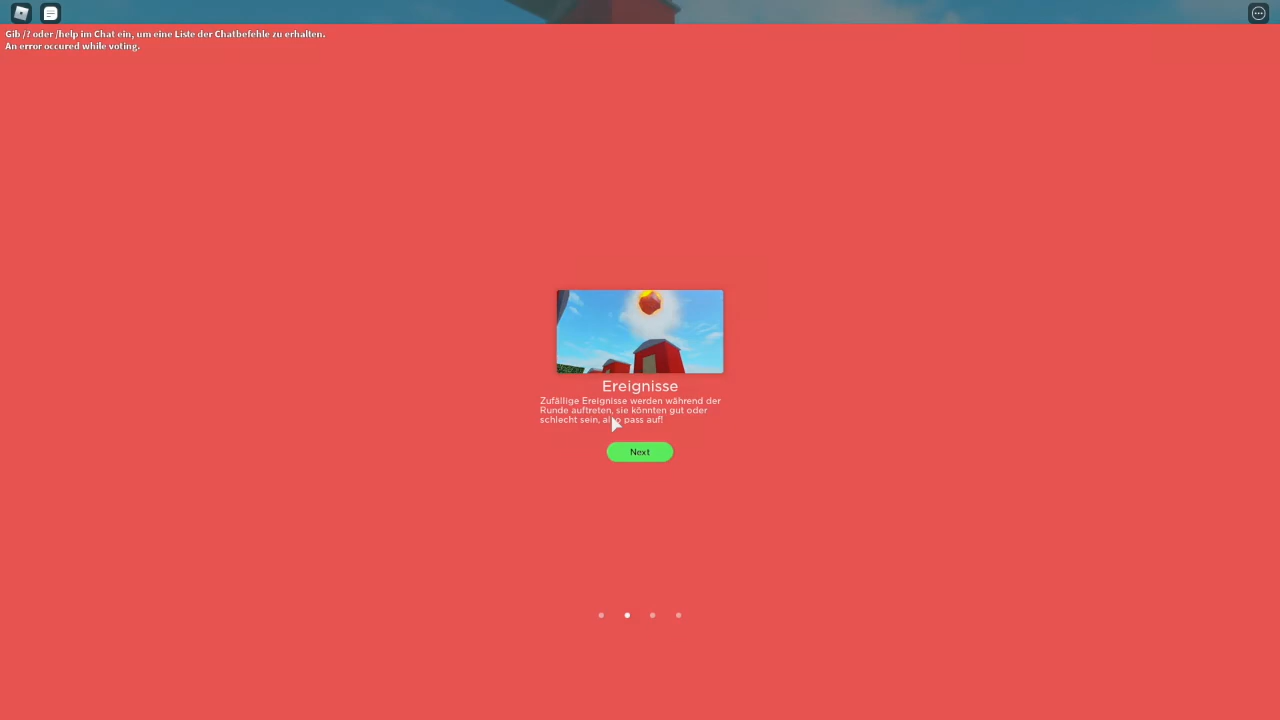 Gib /? oder /help im Chat ein, um eine Liste der Chatbefehle zu erhalten.
An error occured while voting.
Ereignisse
Zufällige Ereignisse werden während der
Runde auftreten, sie könnten gut oder
schlecht sein, also pass auf!
Next